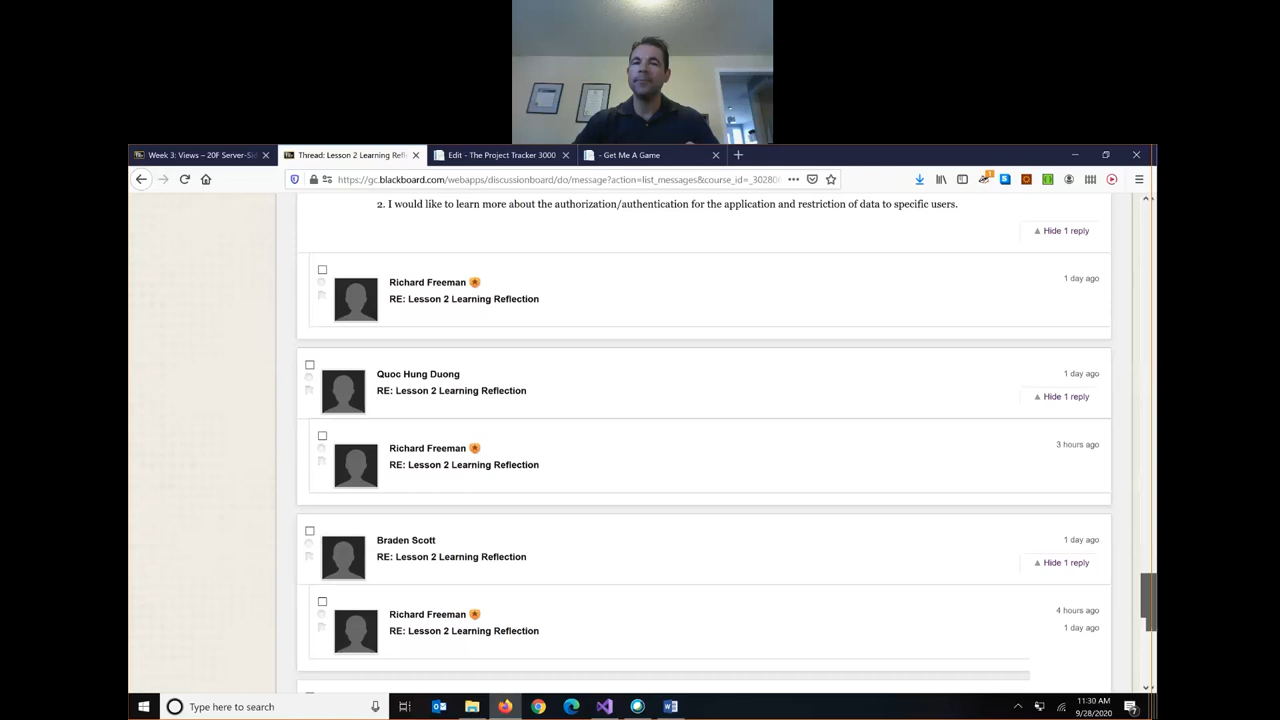 Week 3: Views – 20F Server-Sid
Thread: Lesson 2 Learning Refl
Edit - The Project Tracker 3000
- Get Me A Game
https://gc.blackboard.com/webapps/discussionboard/do/message?action=list_messages&course_id=_30280
2. I would like to learn more about the authorization/authentication for the application and restriction of data to specific users.
Hide 1 reply
Richard Freeman
1 day ago
RE: Lesson 2 Learning Reflection
Quoc Hung Duong
1 day ago
RE: Lesson 2 Learning Reflection
Hide 1 reply
Richard Freeman
3 hours ago
RE: Lesson 2 Learning Reflection
Braden Scott
1 day ago
RE: Lesson 2 Learning Reflection
Hide 1 reply
Richard Freeman
4 hours ago
RE: Lesson 2 Learning Reflection
1 day ago
Type here to search
11:30 AM
9/28/2020